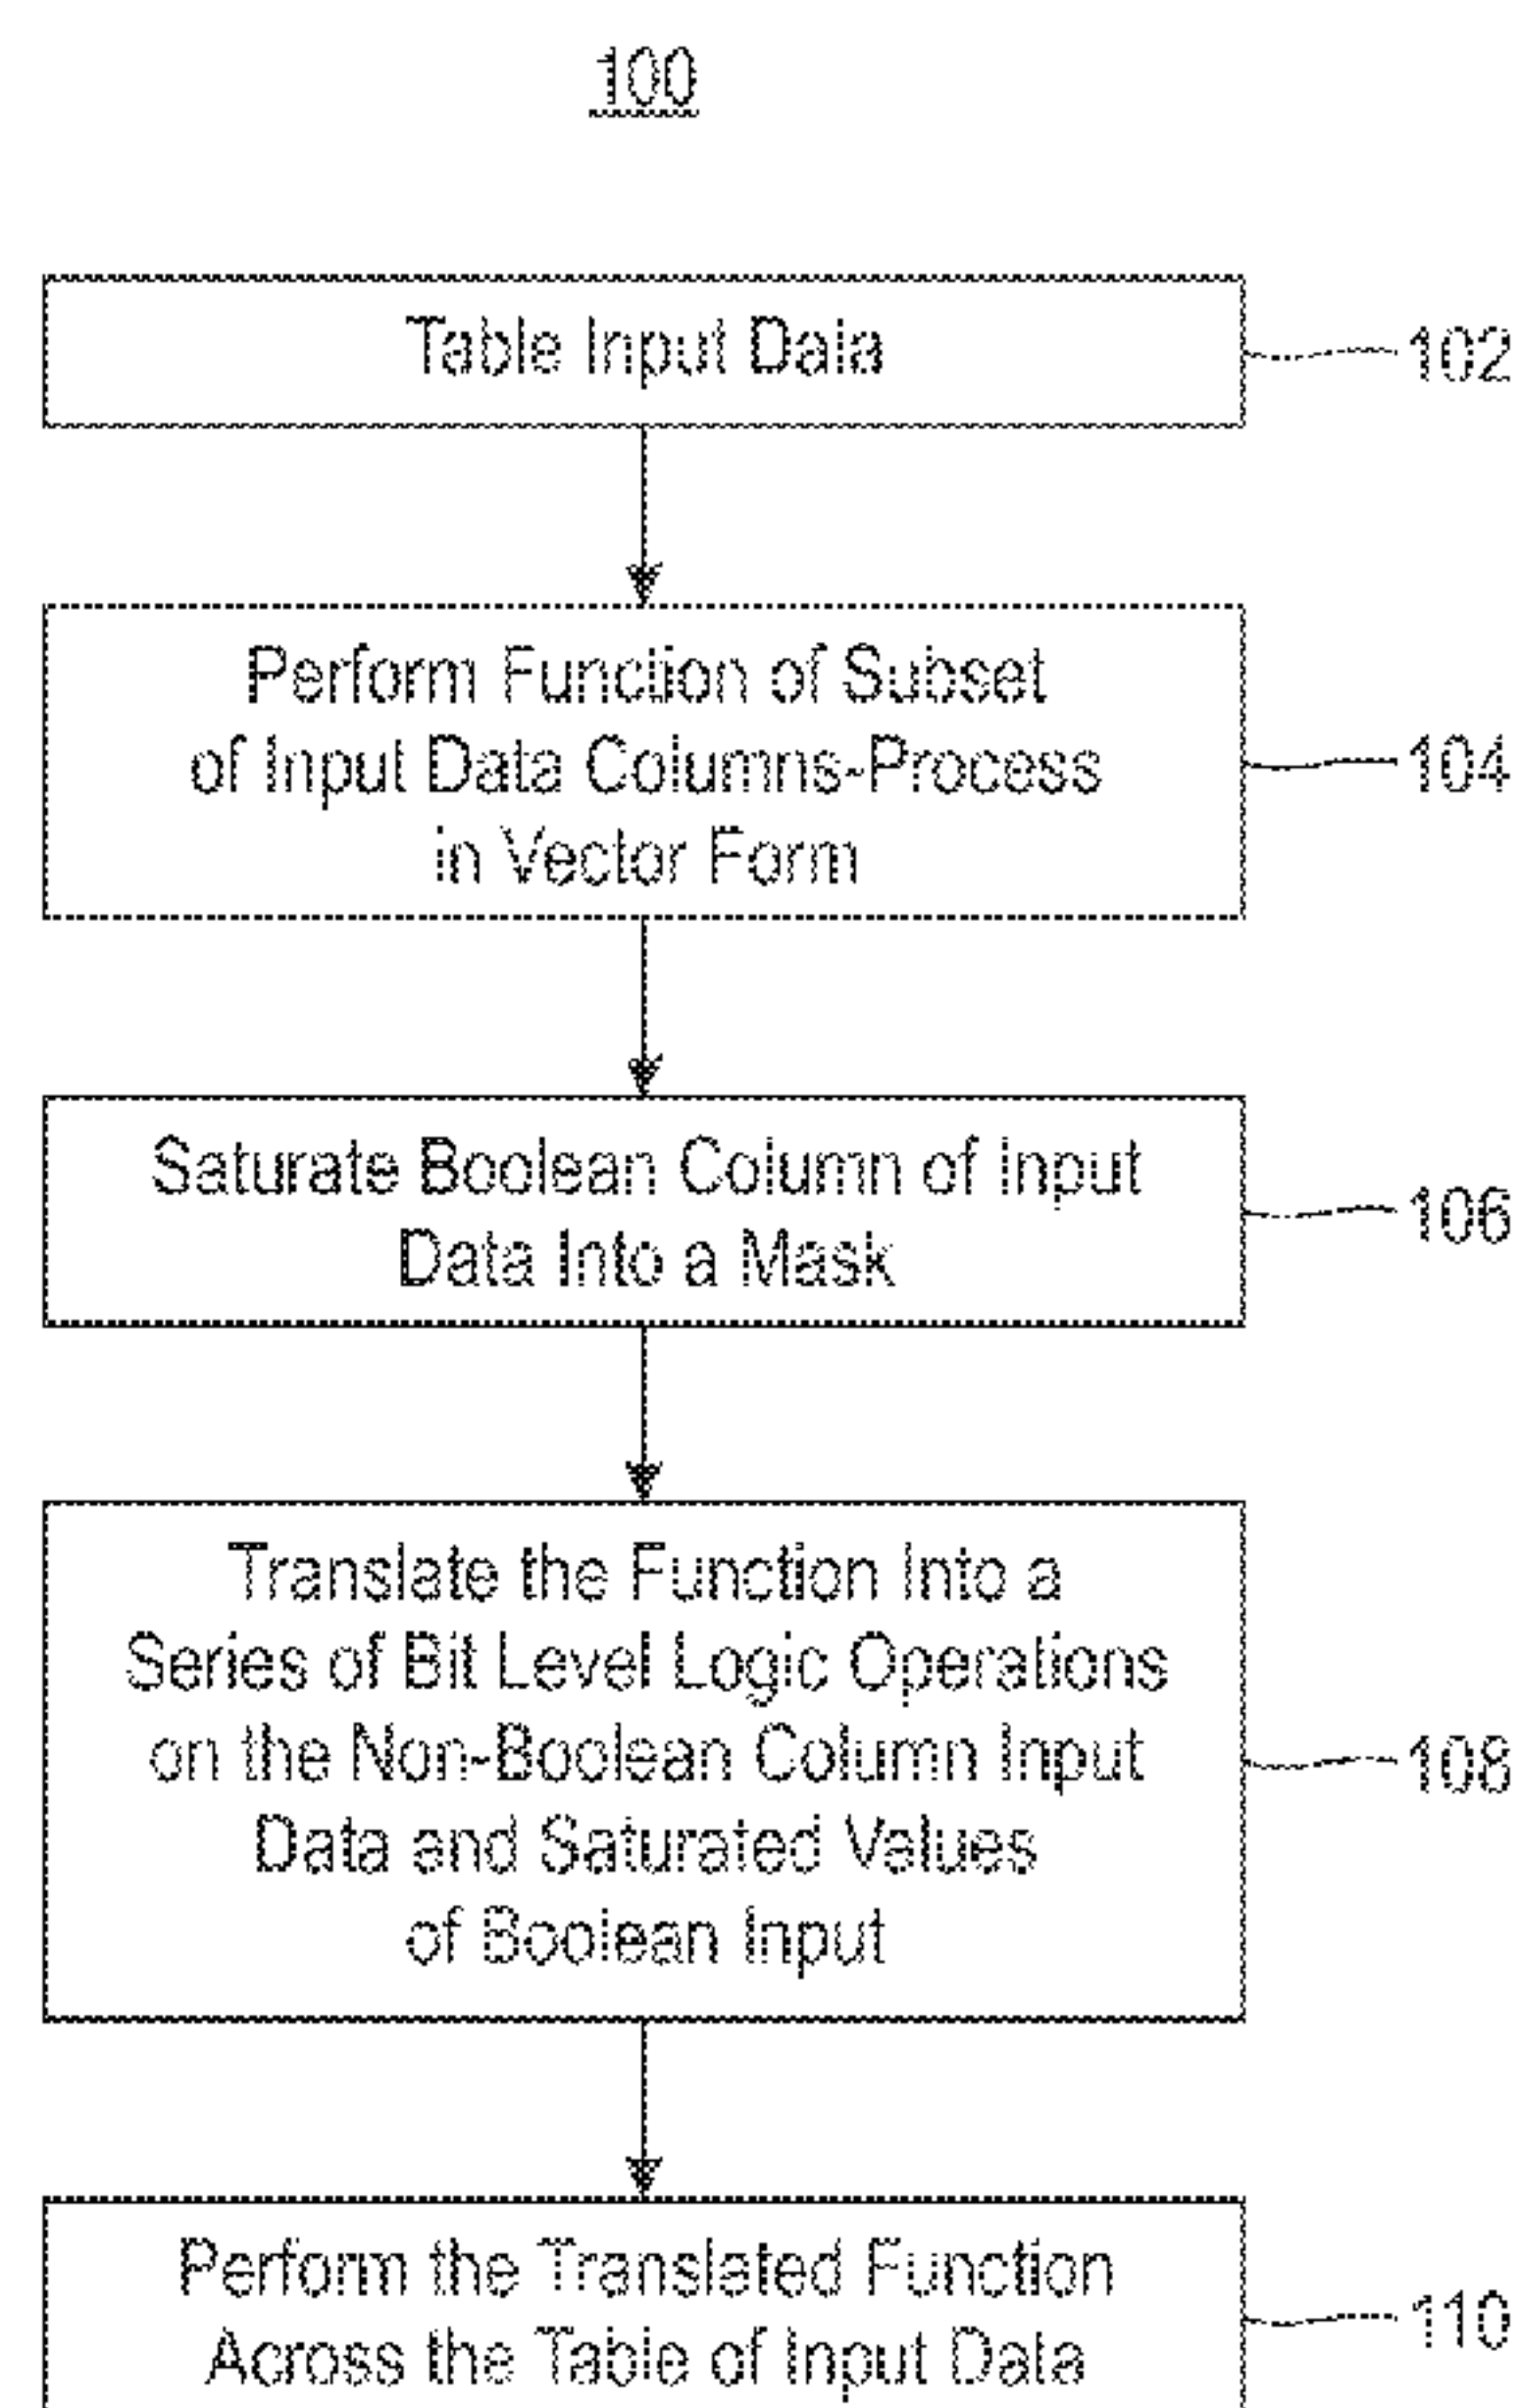 100
Table Input Data
102
Perform Function of Subset
of Input Data Columns-Process
in Vector Form
104
Saturate Boolean Column of Input
Data Into a Mask
106
Translate the Function Into a
Series of Bit Level Logic Operations
on the Non-Boolean Column Input
Data and Saturated Values
of Boolean Input
108
Perform the Translated Function
Across the Table of Input Data
110